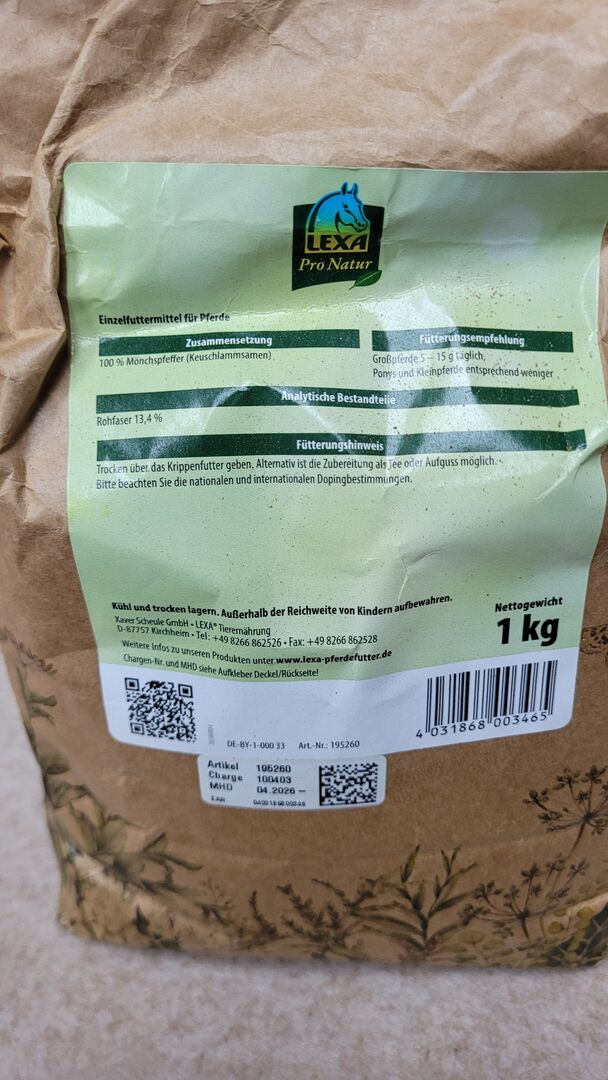 LEXA
Pro Natur
Einzelfuttermittel für Pferde
Zusammensetzung
100 % Mönchspfeffer (Keuschlammsamen)
Fütterungsempfehlung
Großpferde 5 – 15 g täglich,
Ponys und Kleinpferde entsprechend weniger
Analytische Bestandteile
Rohfaser 13,4 %
Fütterungshinweis
Trocken über das Krippenfutter geben. Alternativ ist die Zubereitung als Tee oder Aufguss möglich.
Bitte beachten Sie die nationalen und internationalen Dopingbestimmungen.
Kühl und trocken lagern. Außerhalb der Reichweite von Kindern aufbewahren.
Xaver Scheule GmbH • LEXA® Tierernährung
D-87757 Kirchheim • Tel: +49 8266 862526 • Fax: +49 8266 862528
Weitere Infos zu unseren Produkten unter www.lexa-pferdefutter.de
Chargen-Nr. und MHD siehe Aufkleber Deckel/Rückseite!
Nettogewicht
1 kg
4 031868 003465
DE-BY-1-000 33 Art.-Nr.: 195260
Artikel 195260
Charge 100403
MHD 04.2026 –
EAN